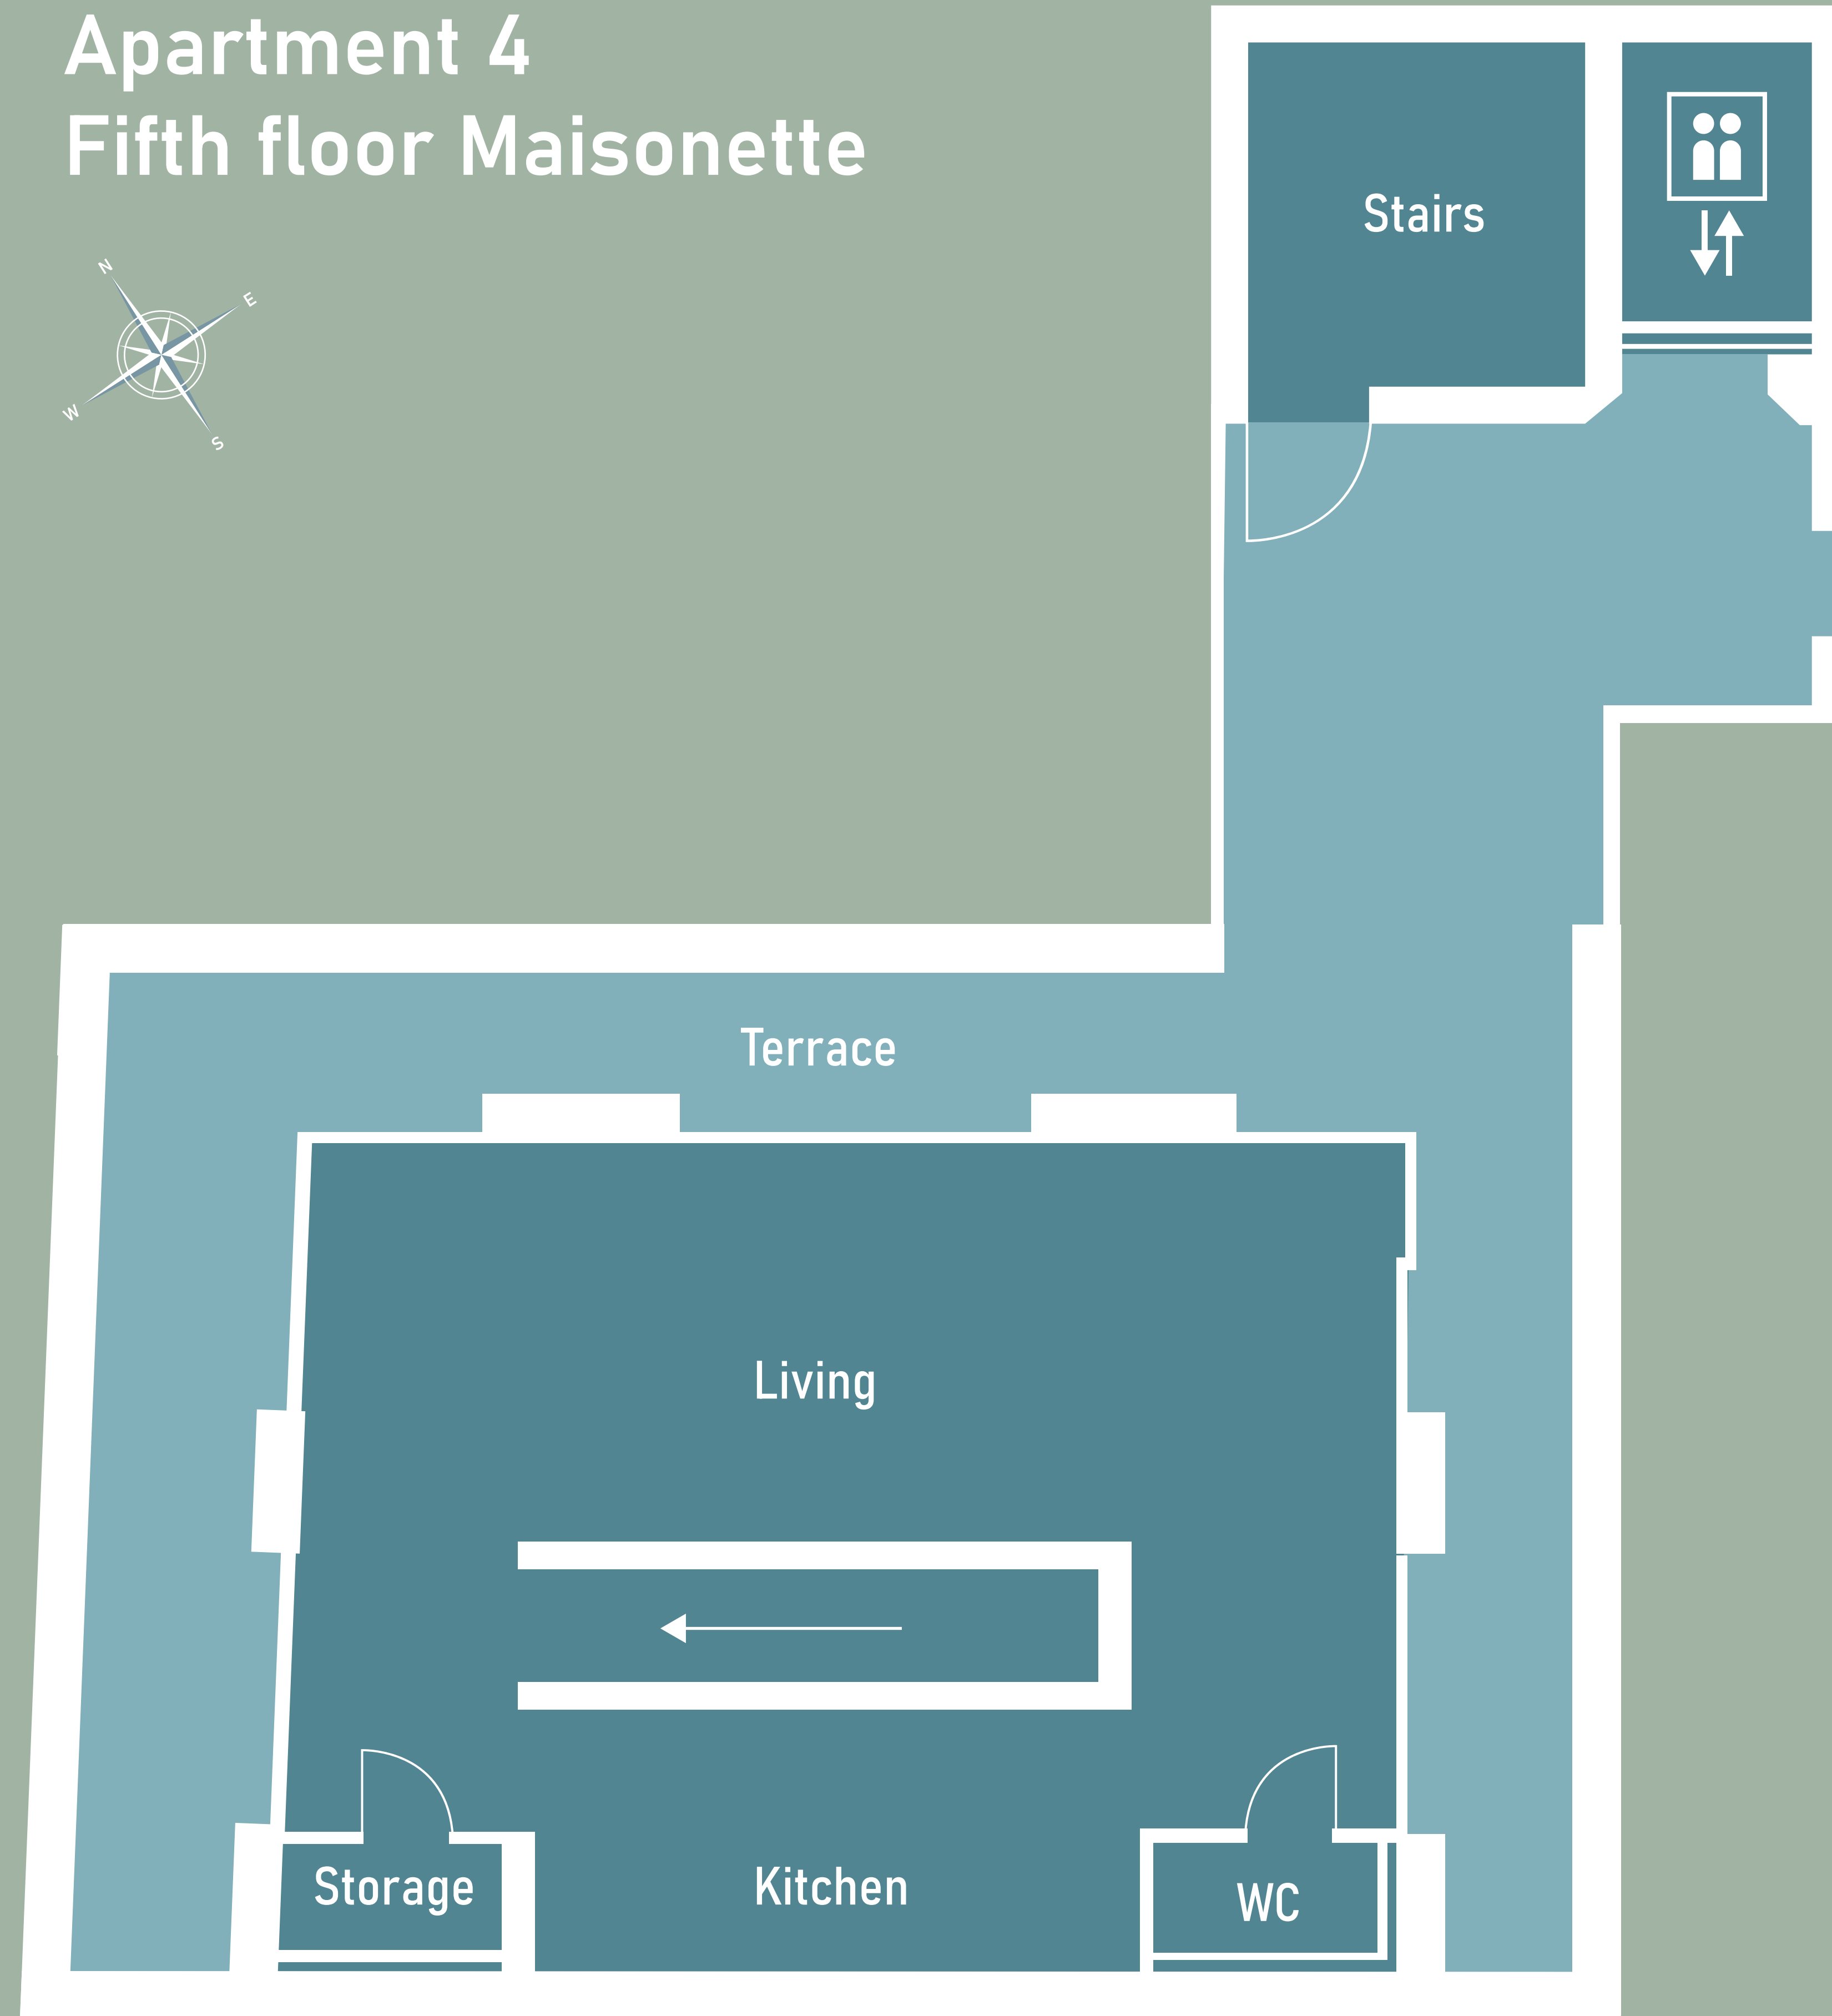 Apartment 4
Fifth floor Maisonette
Stairs
N
E
W
S
Terrace
Living
Storage
Kitchen
WC